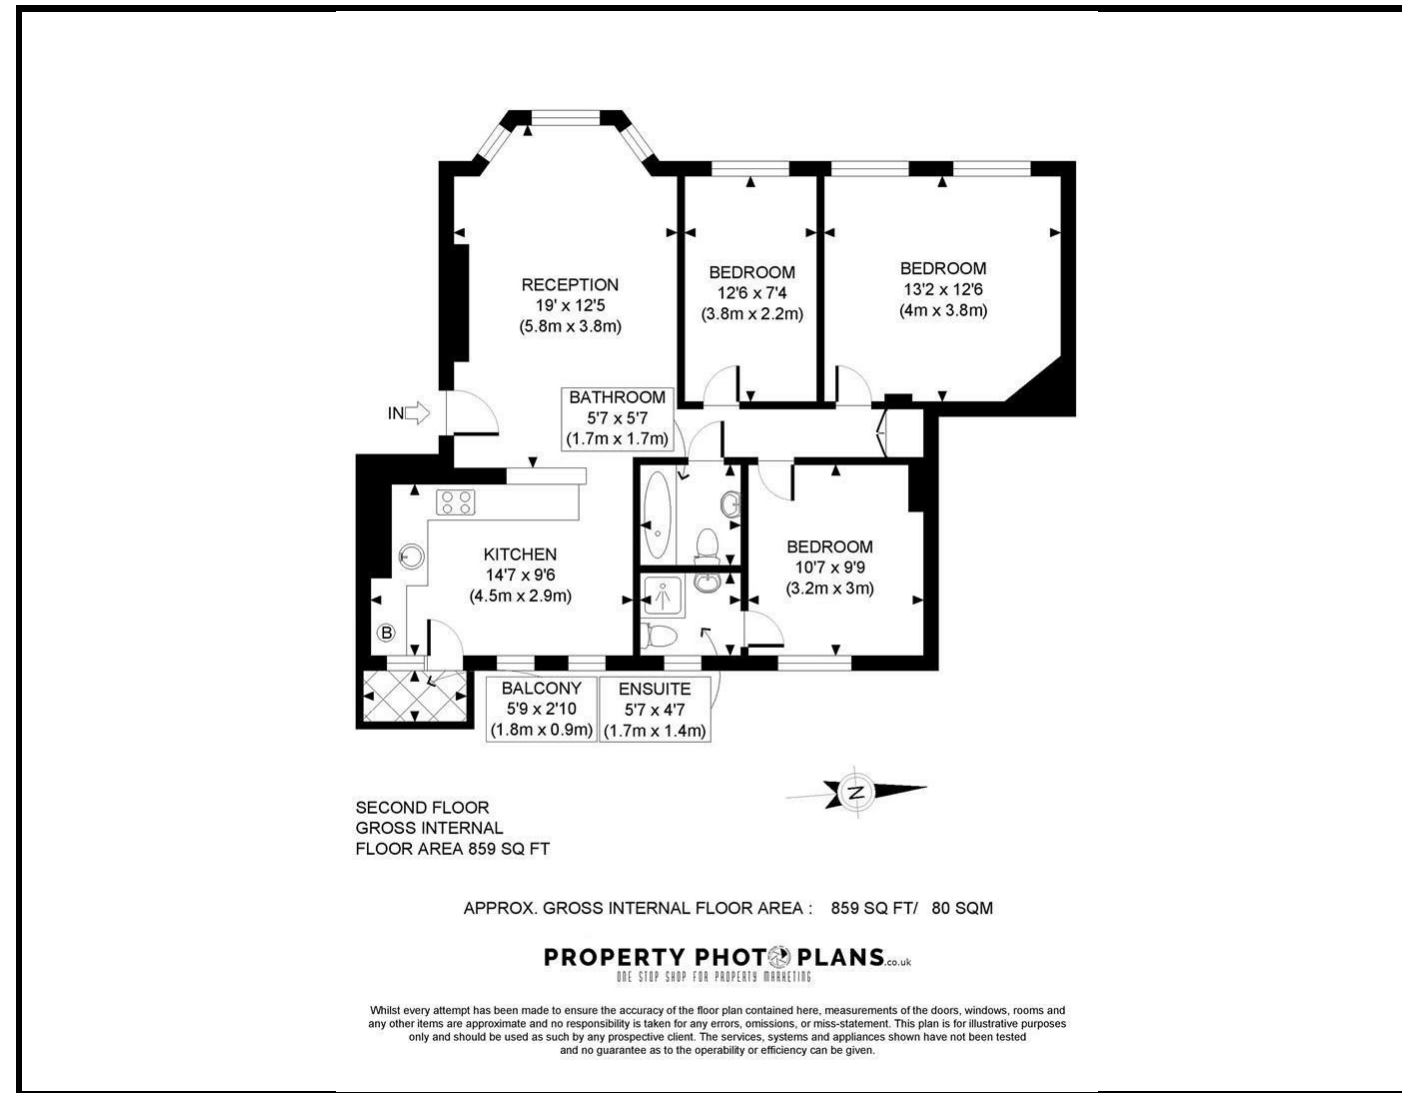 RECEPTION
19' x 12'5
(5.8m x 3.8m)
BEDROOM
12'6 x 7'4
(3.8m x 2.2m)
BEDROOM
13'2 x 12'6
(4m x 3.8m)
IN
BATHROOM
5'7 x 5'7
(1.7m x 1.7m)
KITCHEN
14'7 x 9'6
(4.5m x 2.9m)
B
BEDROOM
10'7 x 9'9
(3.2m x 3m)
BALCONY
5'9 x 2'10
(1.8m x 0.9m)
ENSUITE
5'7 x 4'7
(1.7m x 1.4m)
N
SECOND FLOOR
GROSS INTERNAL
FLOOR AREA 859 SQ FT
APPROX. GROSS INTERNAL FLOOR AREA : 859 SQ FT/ 80 SQM
PROPERTY PHOTO PLANS.co.uk
ONE STOP SHOP FOR PROPERTY MARKETING
Whilst every attempt has been made to ensure the accuracy of the floor plan contained here, measurements of the doors, windows, rooms and
any other items are approximate and no responsibility is taken for any errors, omissions, or miss-statement. This plan is for illustrative purposes
only and should be used as such by any prospective client. The services, systems and appliances shown have not been tested
and no guarantee as to the operability or efficiency can be given.